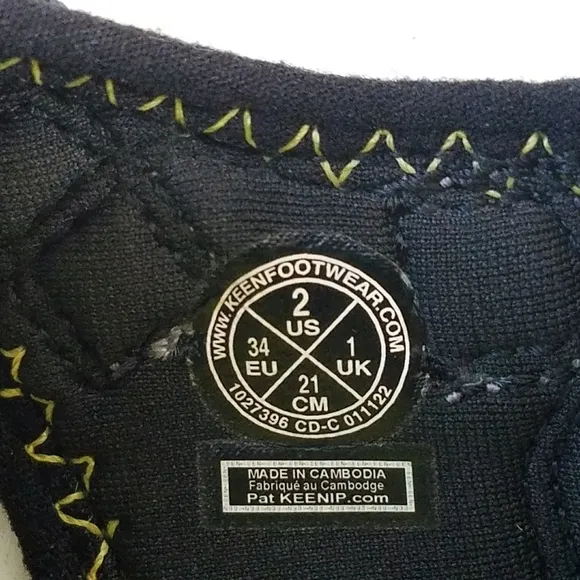 WWW.KEENFOOTWEAR.COM
2
US
34
EU
1
UK
21
CM
1027396 CD-C 011122
MADE IN CAMBODIA
Fabriqué au Cambodge
Pat KEENIP.com